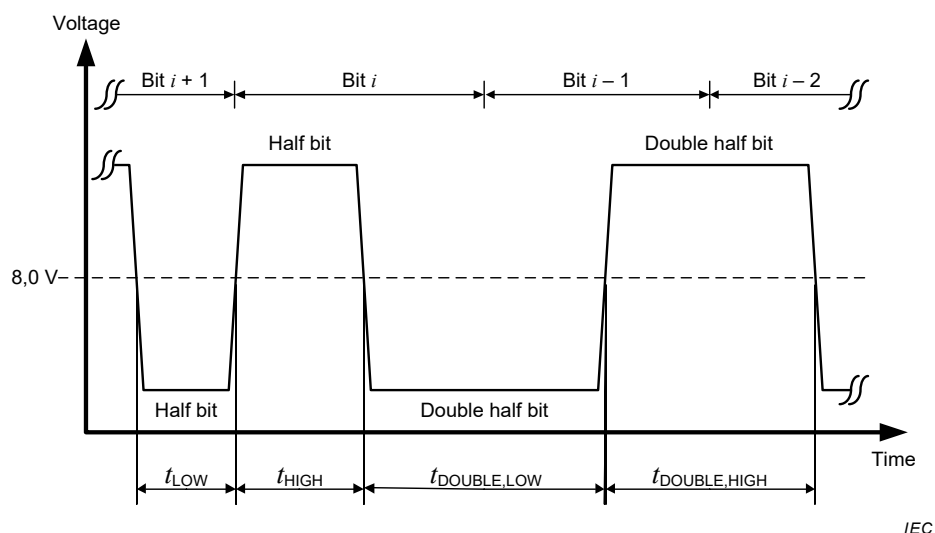 Voltage
Bit i + 1
Bit i
Bit i – 1
Bit i – 2
Half bit
Double half bit
8,0 V
Half bit
Double half bit
Time
tLOW
tHIGH
tDOUBLE,LOW
tDOUBLE,HIGH
IEC